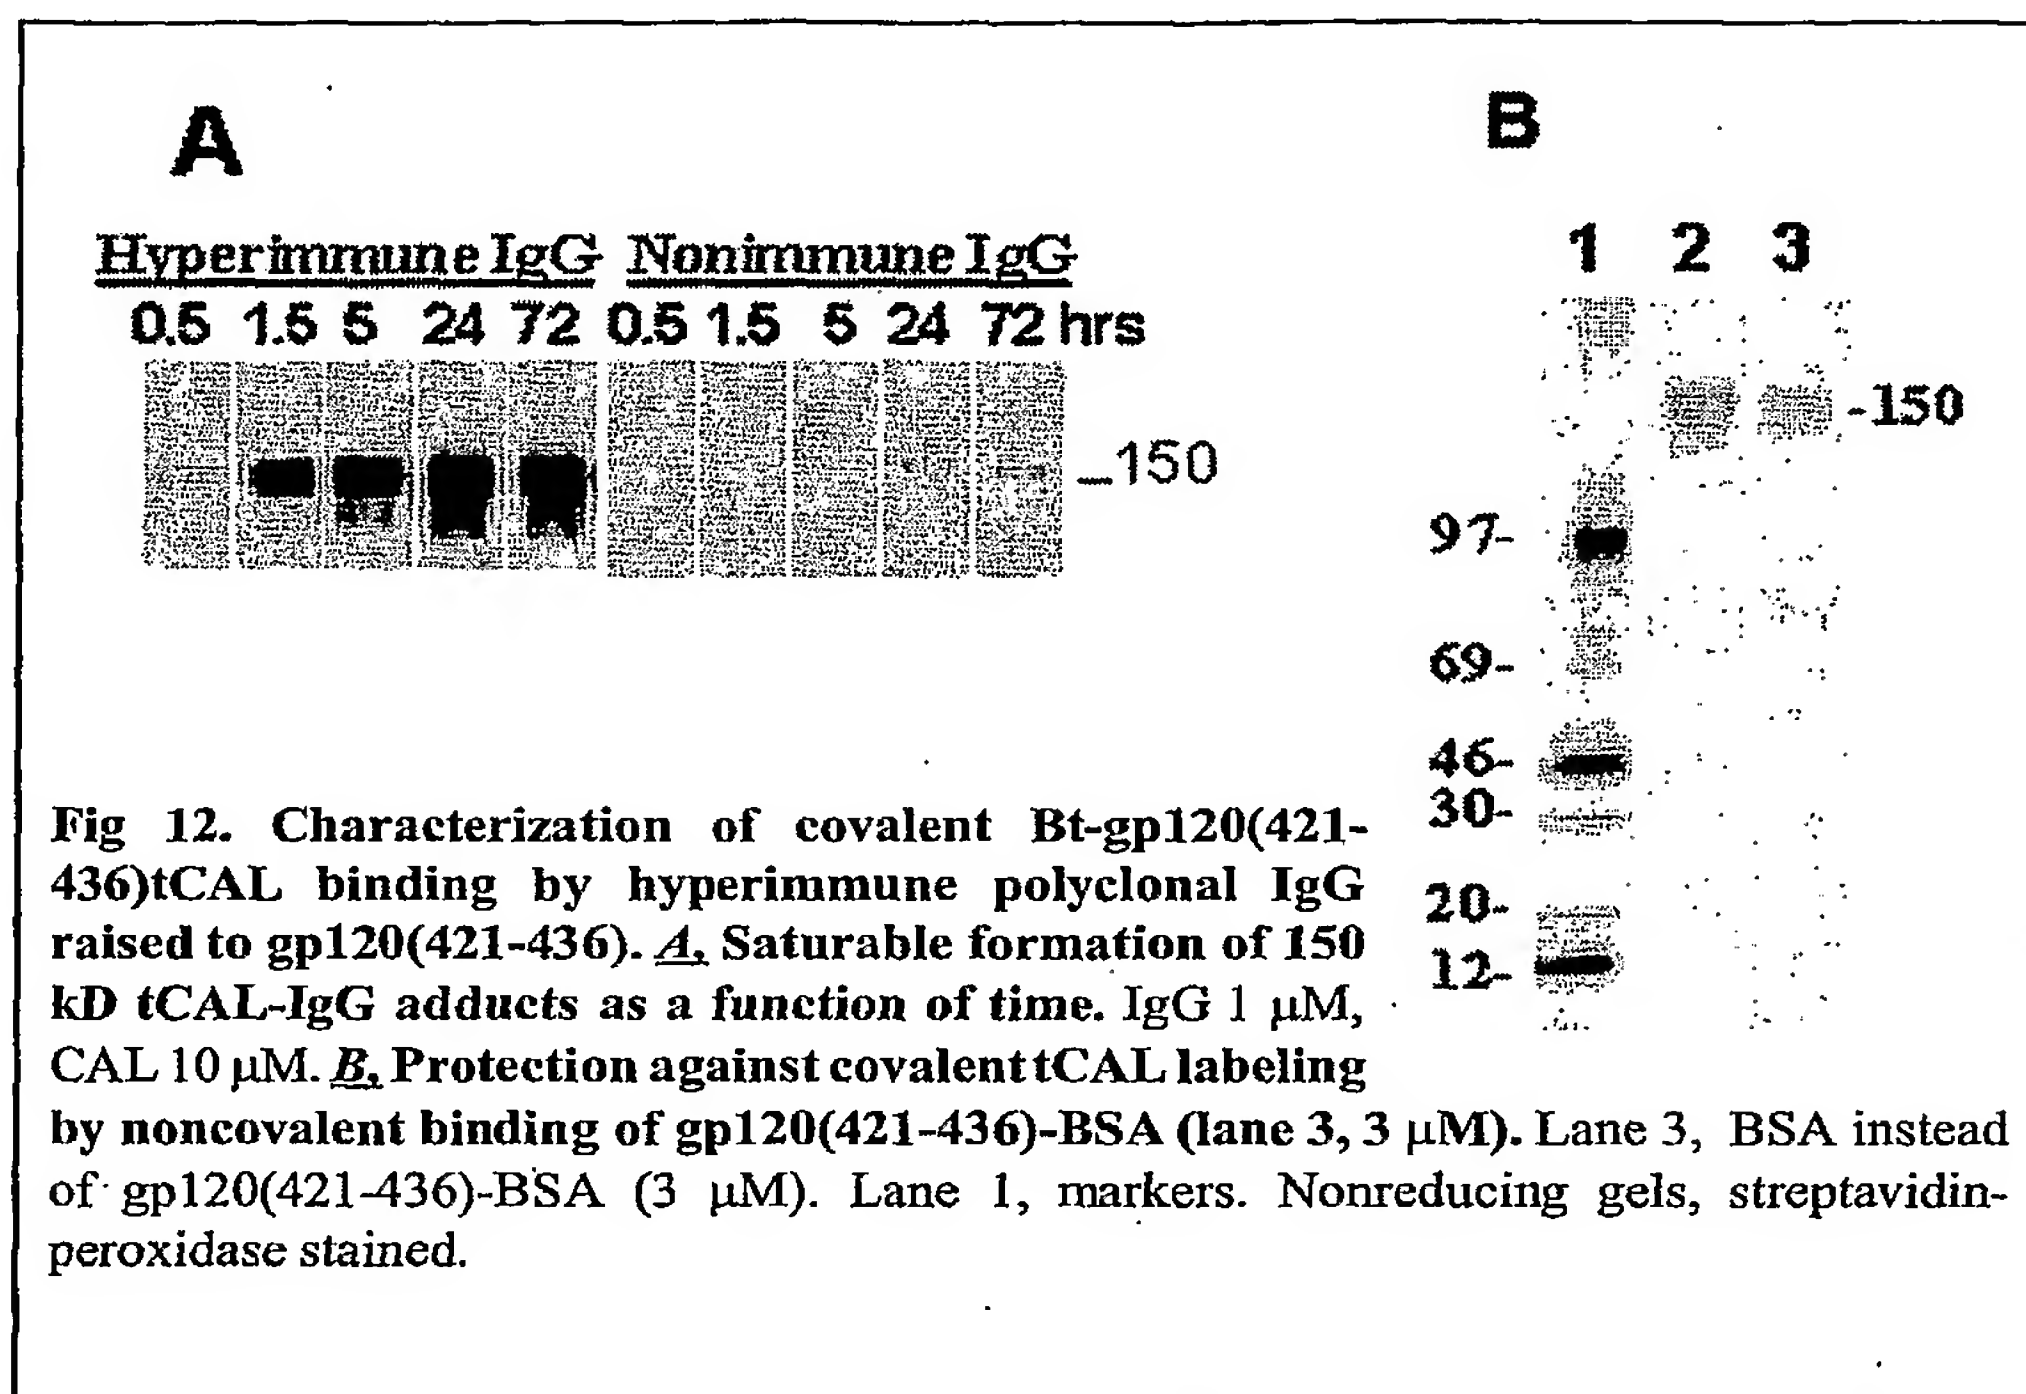 A
B
Hyperimmune IgG Nonimmune IgG
0.5 1.5 5 24 72 0.5 1.5 5 24 72 hrs
150
1 2 3
-150
97-
69-
46-
30-
20-
12-
Fig 12. Characterization of covalent Bt-gp120(421-
436)tCAL binding by hyperimmune polyclonal IgG
raised to gp120(421-436). A, Saturable formation of 150
kD tCAL-IgG adducts as a function of time. IgG 1 μM,
CAL 10 μM. B, Protection against covalent tCAL labeling
by noncovalent binding of gp120(421-436)-BSA (lane 3, 3 μM). Lane 3, BSA instead
of gp120(421-436)-BSA (3 μM). Lane 1, markers. Nonreducing gels, streptavidin-
peroxidase stained.